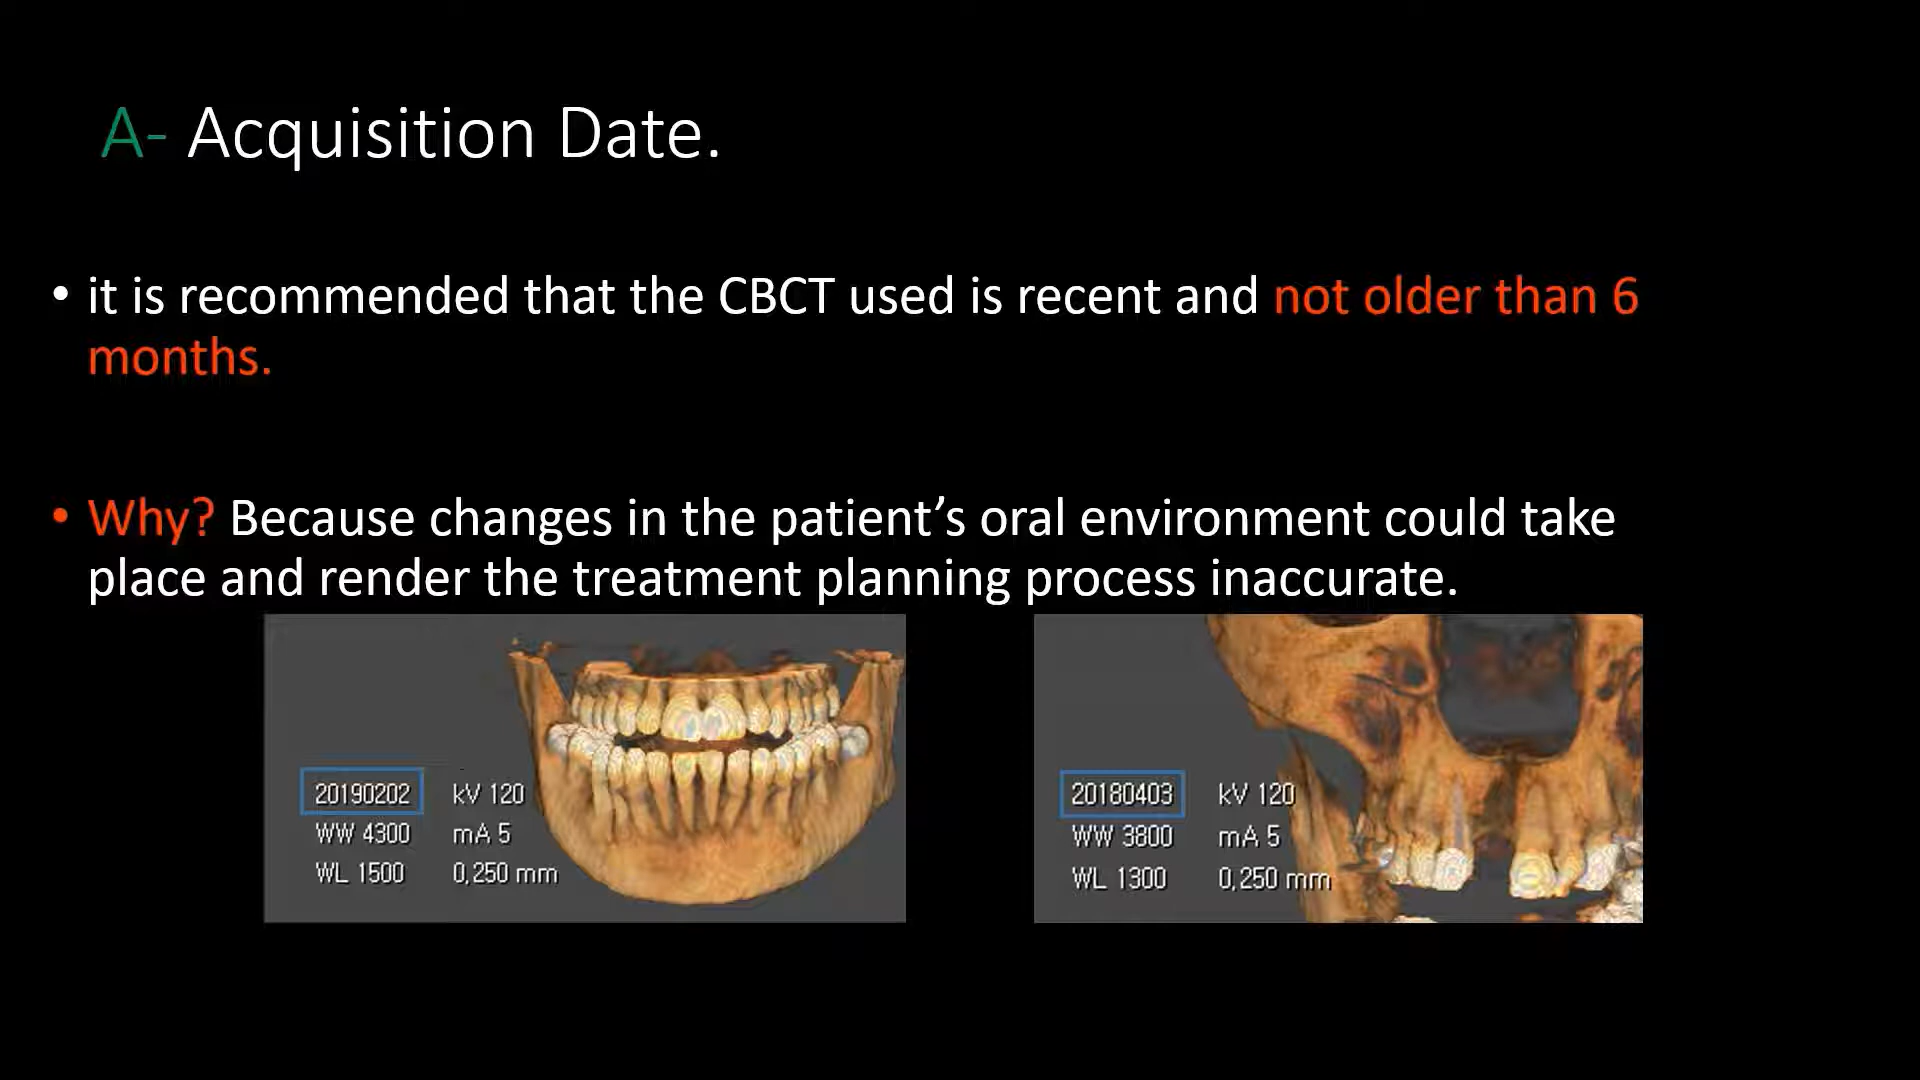 A- Acquisition Date.
• it is recommended that the CBCT used is recent and not older than 6
months.
• Why? Because changes in the patient’s oral environment could take
place and render the treatment planning process inaccurate.
20190202 kV 120
WW 4300 mA 5
WL 1500 0,250 mm
20180403 kV 120
WW 3800 mA 5
WL 1300 0,250 mm